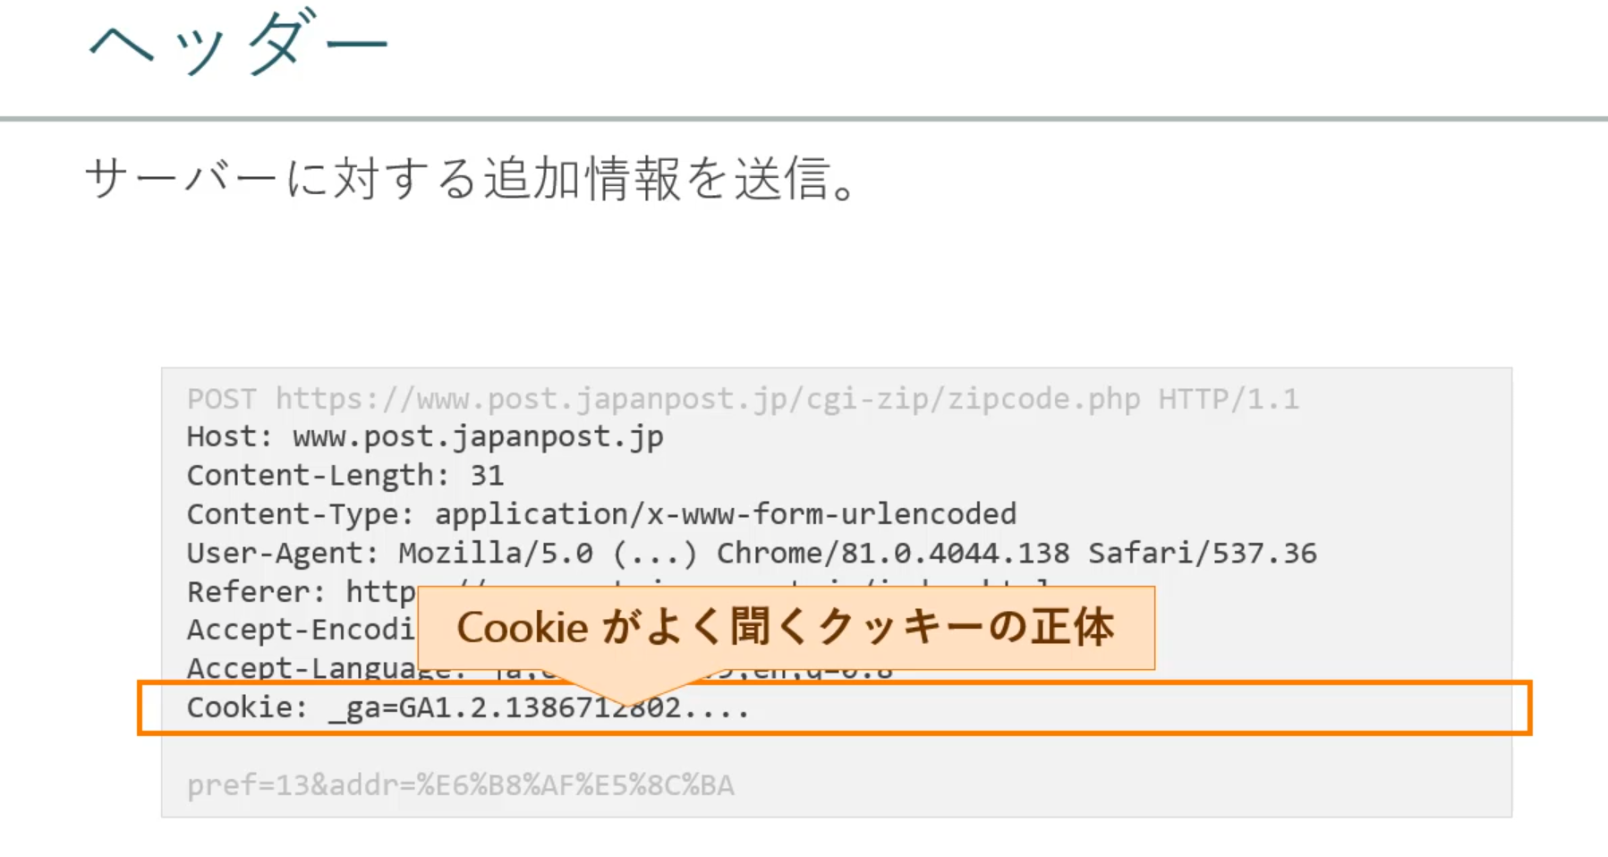 ヘッダー
サーバーに対する追加情報を送信。
POST https://www.post.japanpost.jp/cgi-zip/zipcode.php HTTP/1.1
Host: www.post.japanpost.jp
Content-Length: 31
Content-Type: application/x-www-form-urlencoded
User-Agent: Mozilla/5.0 (...) Chrome/81.0.4044.138 Safari/537.36
Referer: http
Cookie がよく聞くクッキーの正体
Accept-Encodi
Accept-Language:
Cookie: _ga=GA1.2.1386712802....
pref=13&addr=%E6%B8%AF%E5%8C%BA